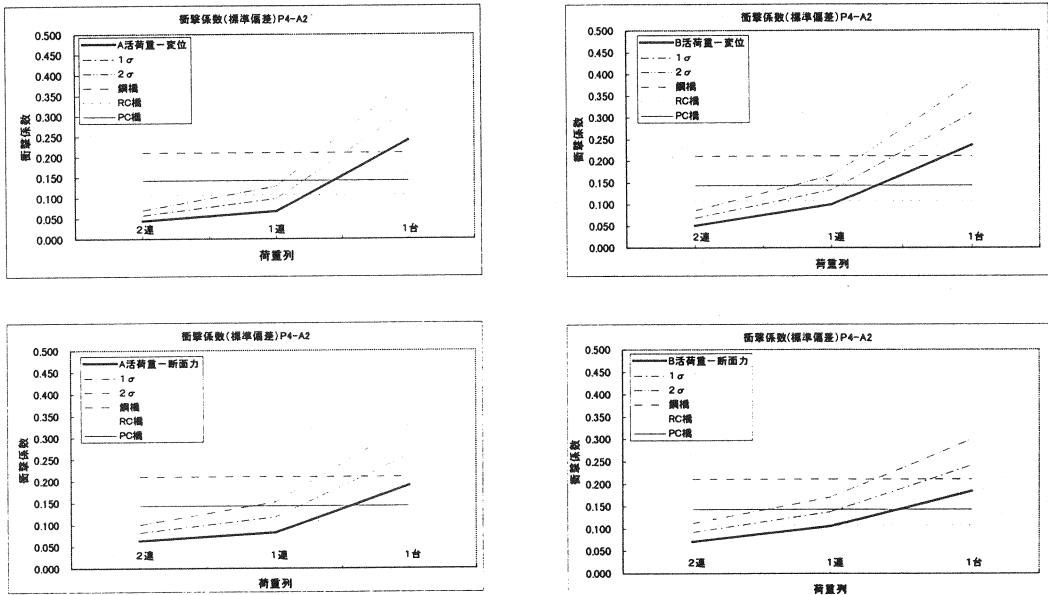 衝撃係数(標準偏差)P4-A2
0.500
0.450
0.400
0.350
0.300
0.250
0.200
0.150
0.100
0.050
0.000
衝撃係数
A活荷重ー変位
1σ
2σ
鋼橋
RC橋
PC橋
2連
1連
1台
荷重列
衝撃係数(標準偏差)P4-A2
0.500
0.450
0.400
0.350
0.300
0.250
0.200
0.150
0.100
0.050
0.000
衝撃係数
B活荷重ー変位
1σ
2σ
鋼橋
RC橋
PC橋
2連
1連
1台
荷重列
衝撃係数(標準偏差)P4-A2
0.500
0.450
0.400
0.350
0.300
0.250
0.200
0.150
0.100
0.050
0.000
衝撃係数
A活荷重ー断面力
1σ
2σ
鋼橋
RC橋
PC橋
2連
1連
1台
荷重列
衝撃係数(標準偏差)P4-A2
0.500
0.450
0.400
0.350
0.300
0.250
0.200
0.150
0.100
0.050
0.000
衝撃係数
B活荷重ー断面力
1σ
2σ
鋼橋
RC橋
PC橋
2連
1連
1台
荷重列